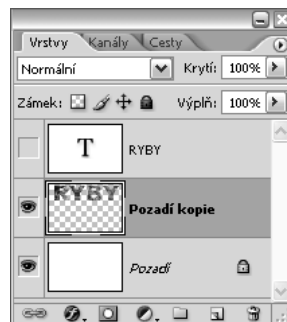 Vrstvy Kanály Cesty
Normální Krytí: 100%
Zámek: Výplň: 100%
T RYBY
RYBY Pozadí kopie
Pozadí